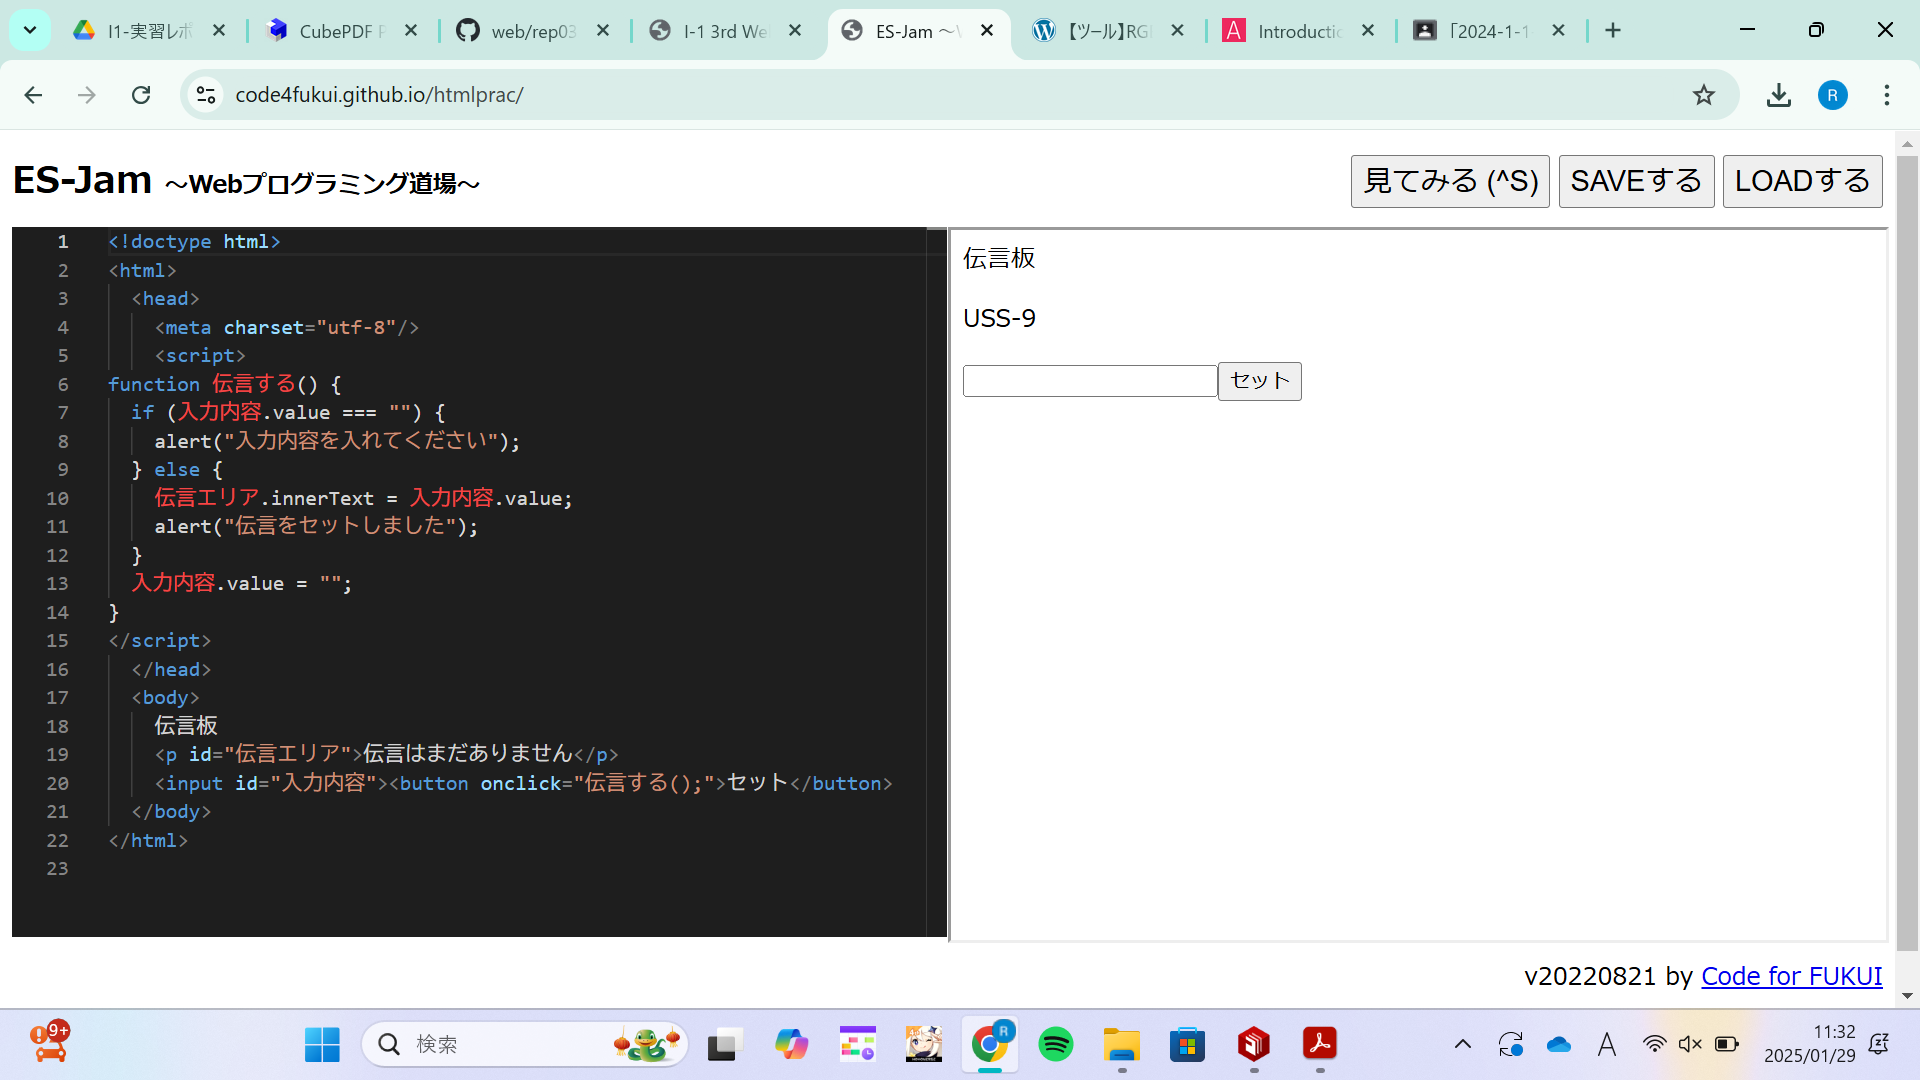 I1-実習レポ
CubePDF
web/rep03
I-1 3rd We
ES-Jam ～
【ツール】RG
Introductio
「2024-1-1
code4fukui.github.io/htmlprac/
R
ES-Jam ～Webプログラミング道場～
見てみる (^S)
SAVEする
LOADする
1 <!doctype html>
2 <html>
3 <head>
4 <meta charset="utf-8"/>
5 <script>
6 function 伝言する() {
7 if (入力内容.value === "") {
8 alert("入力内容を入れてください");
9 } else {
10 伝言エリア.innerText = 入力内容.value;
11 alert("伝言をセットしました");
12 }
13 入力内容.value = "";
14 }
15 </script>
16 </head>
17 <body>
18 伝言板
19 <p id="伝言エリア">伝言はまだありません</p>
20 <input id="入力内容"><button onclick="伝言する();">セット</button>
21 </body>
22 </html>
23
伝言板
USS-9
セット
v20220821 by Code for FUKUI
9+
検索
R
A
11:32
2025/01/29